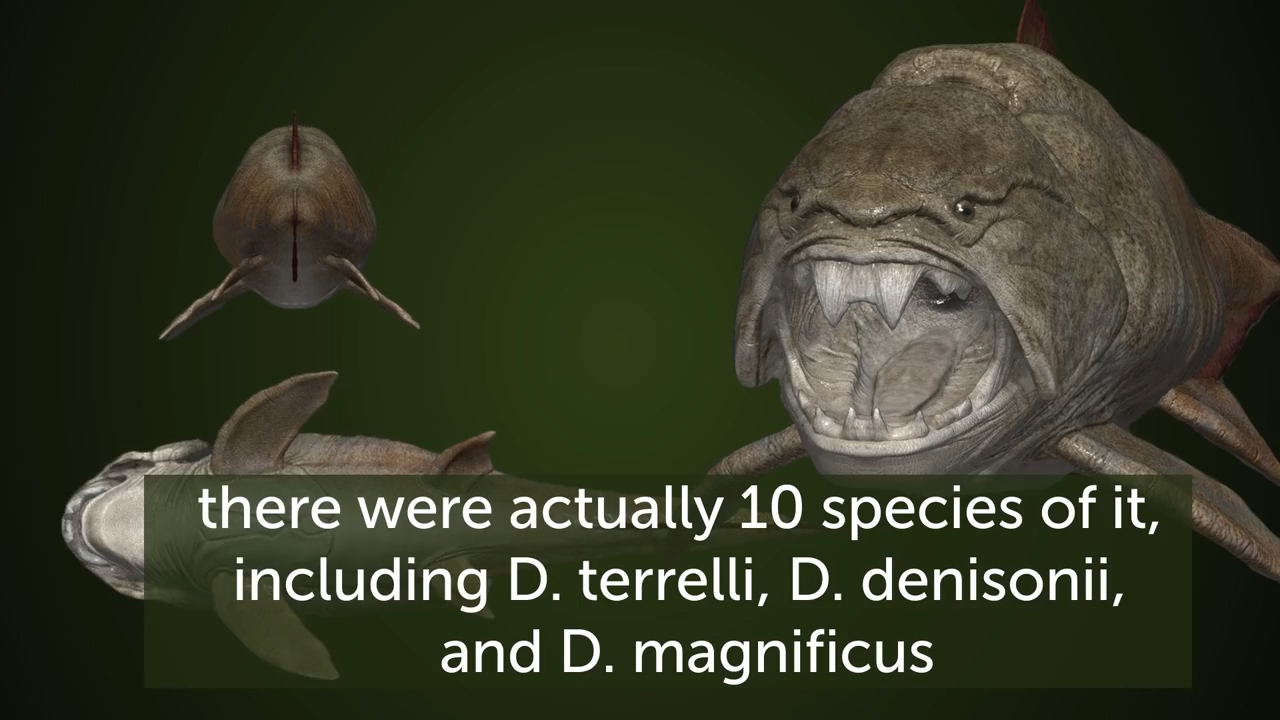 there were actually 10 species of it,
including D. terrelli, D. denisonii,
and D. magnificus